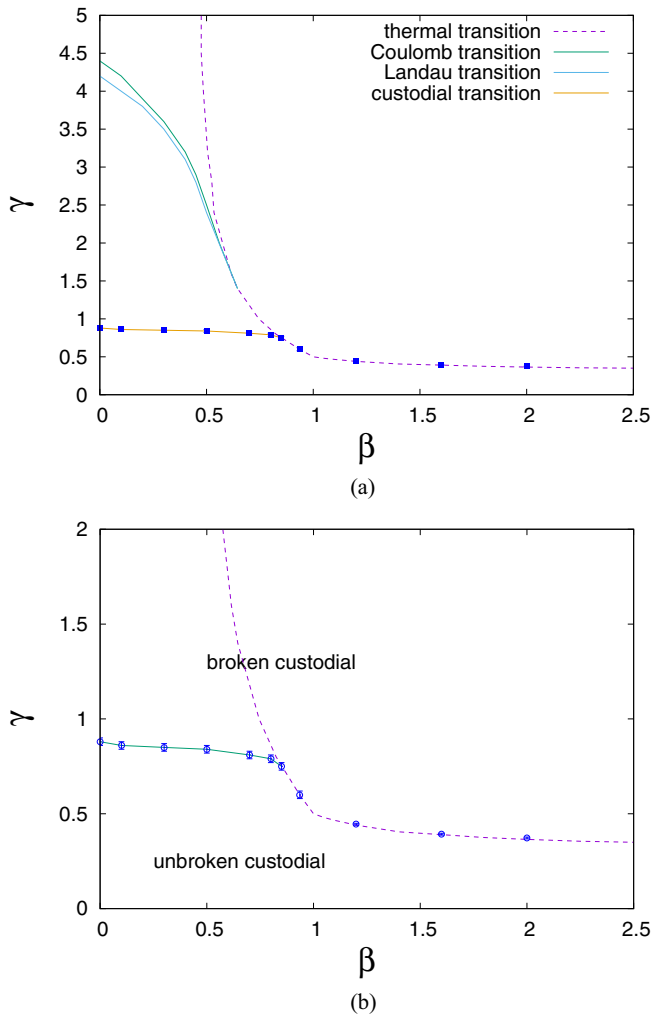 5
thermal transition
4.5
Coulomb transition
4
Landau transition
3.5
custodial transition
3
γ
2.5
2
1.5
1
0.5
0
0 0.5 1 1.5 2 2.5
β
(a)
2
1.5
broken custodial
γ
1
0.5
unbroken custodial
0
0 0.5 1 1.5 2 2.5
β
(b)